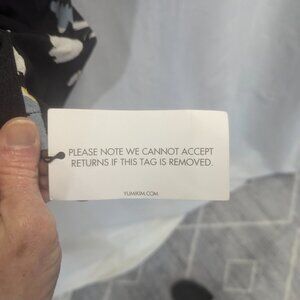 PLEASE NOTE WE CANNOT ACCEPT
RETURNS IF THIS TAG IS REMOVED.
YUMIKIM.COM